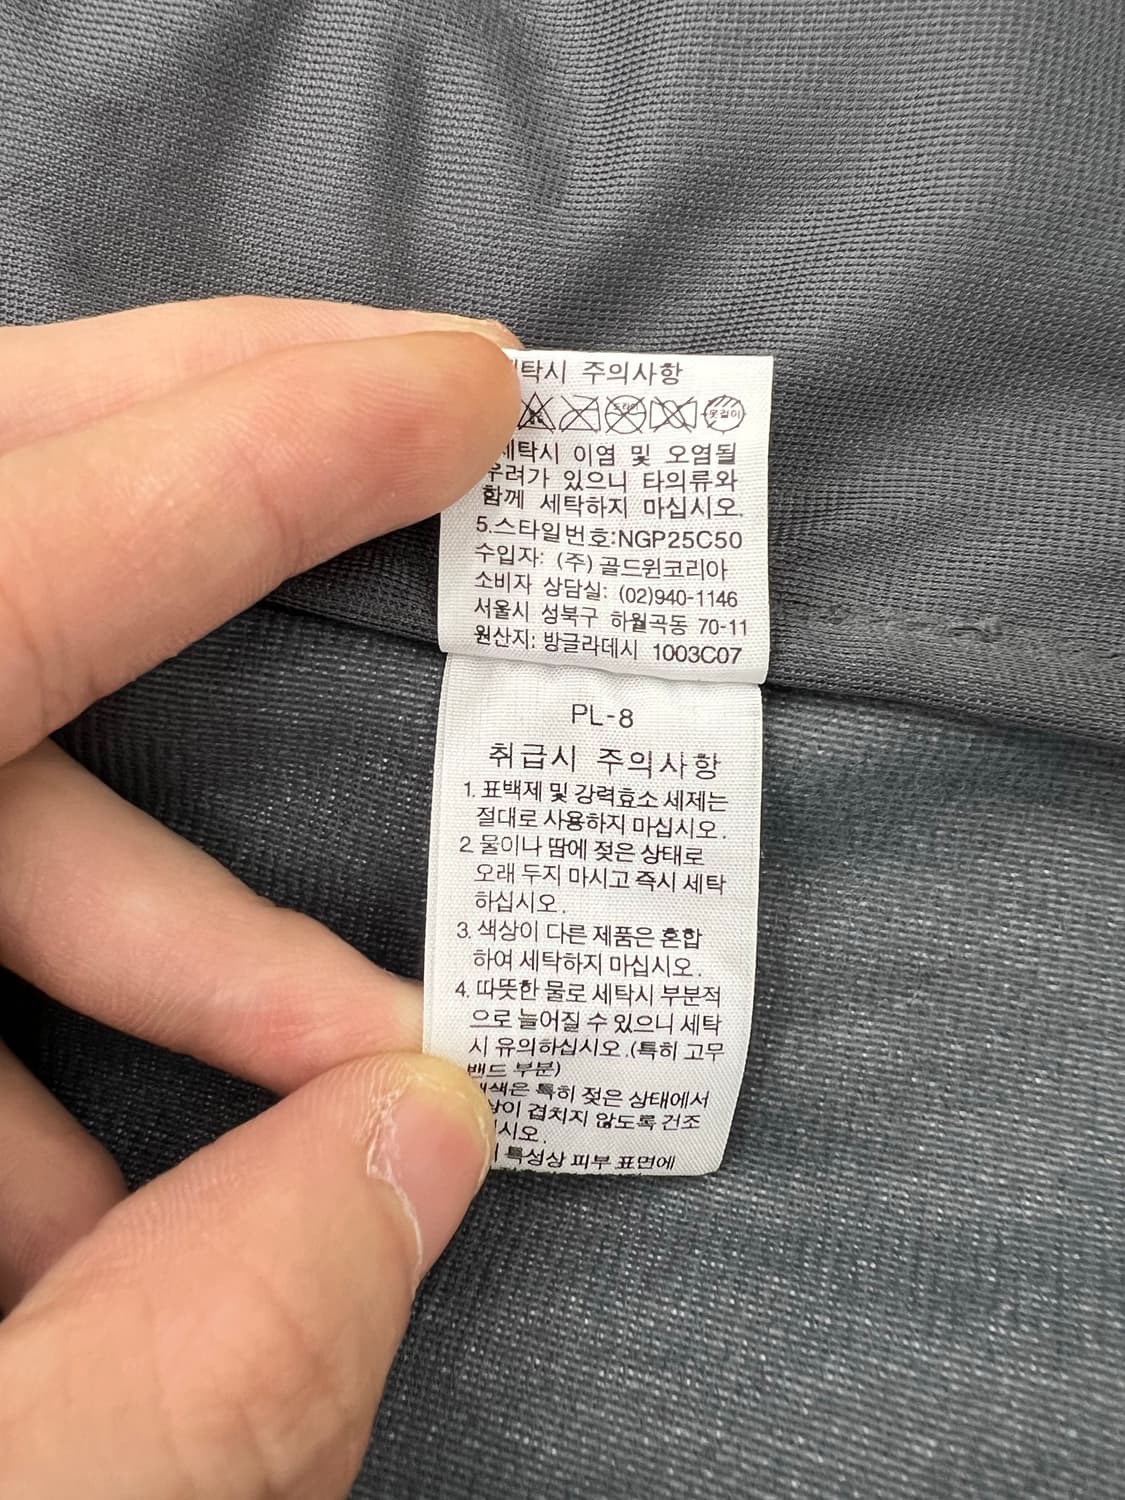 주의사항
드라이
옷걸이
이염 및 오염될
있으니 타의류와
함께 세탁하지 마십시오.
5.스타일번호:NGP25C50
수입자: (주) 골드윈코리아
소비자 상담실: (02)940-1146
서울시 성북구 하월곡동 70-11
원산지: 방글라데시 1003C07
PL-8
취급시 주의사항
1. 표백제 및 강력효소 세제는
절대로 사용하지 마십시오.
2. 물이나 땀에 젖은 상태로
오래 두지 마시고 즉시 세탁
하십시오.
3. 색상이 다른 제품은 혼합
하여 세탁하지 마십시오.
4. 따뜻한 물로 세탁시 부분적
으로 늘어질 수 있으니 세탁
시 유의하십시오.(특히 고무
밴드 부분)
특히 젖은 상태에서
겹치지 않도록 건조
특성상 피부 표면에